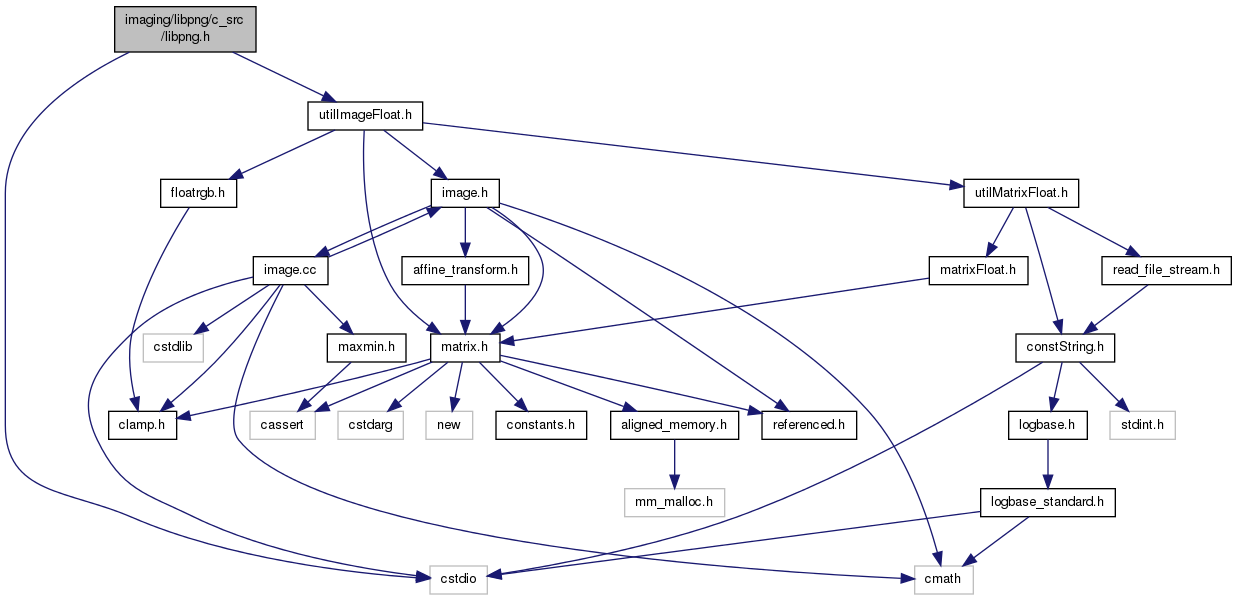 imaging/libpng/c_src
/libpng.h
utilImageFloat.h
floatrgb.h
image.h
utilMatrixFloat.h
image.cc
affine_transform.h
matrixFloat.h
read_file_stream.h
cstdlib
maxmin.h
matrix.h
constString.h
clamp.h
cassert
cstdarg
new
constants.h
aligned_memory.h
referenced.h
logbase.h
stdint.h
mm_malloc.h
logbase_standard.h
cstdio
cmath